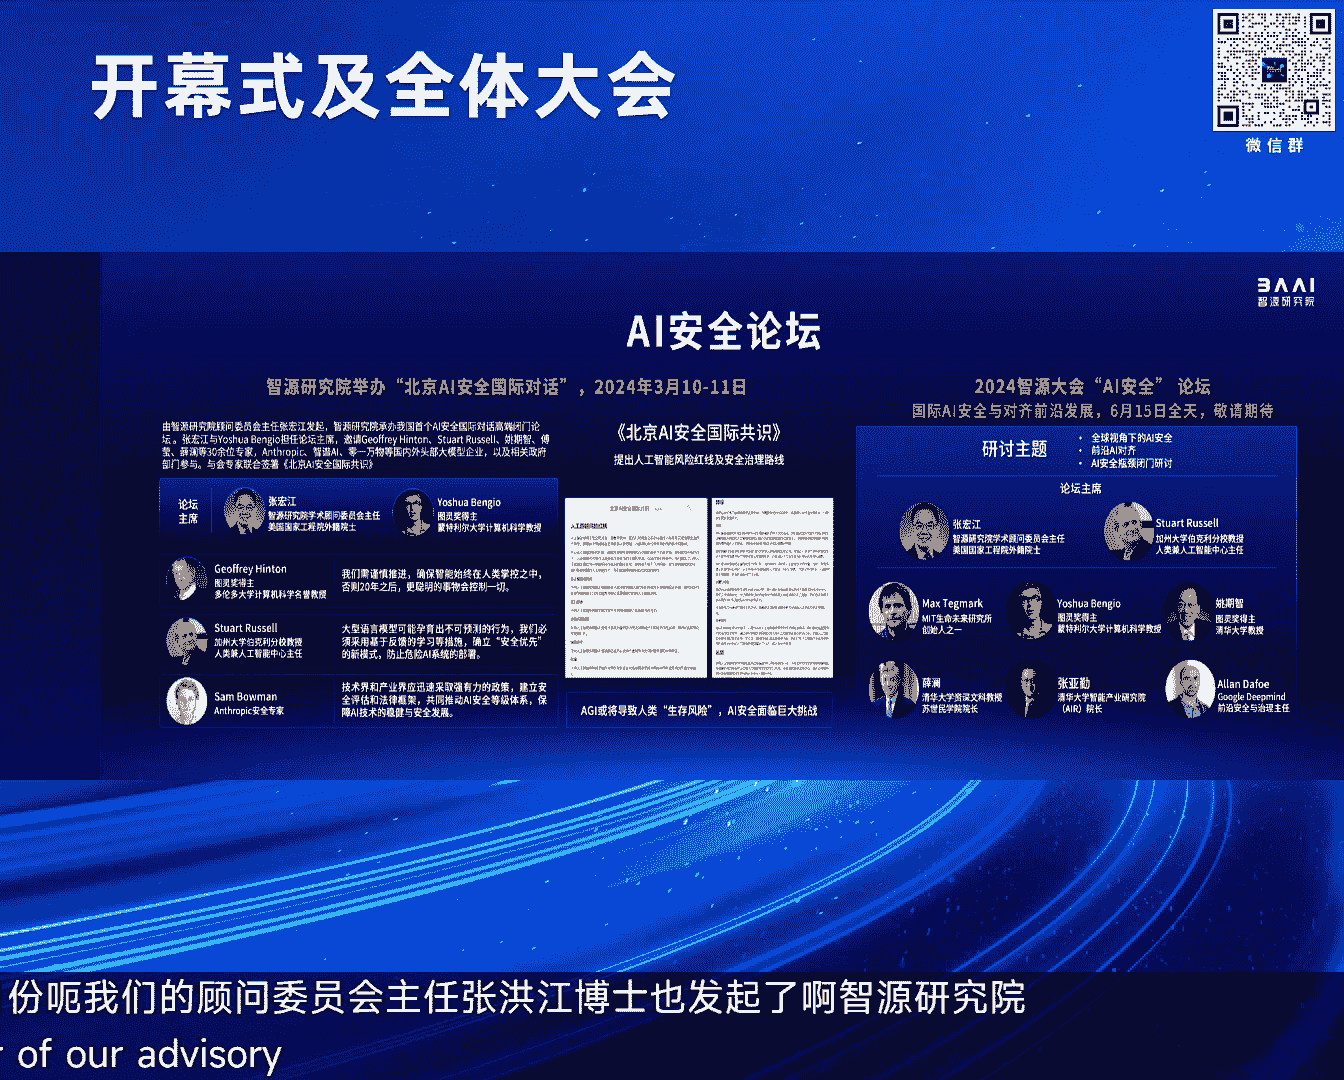 开幕式及全体大会
微信群
BAAI
智源研究院
AI安全论坛
智源研究院举办“北京AI安全国际对话”，2024年3月10-11日
由智源研究院顾问委员会主任张宏江发起，智源研究院承办我国首个AI安全国际对话高端闭门论
坛。张宏江与Yoshua Bengio担任论坛主席，邀请Geoffrey Hinton、Stuart Russell、姚期智、傅
莹、薛澜等30余位专家，Anthropic、智谱AI、零一万物等国内外头部大模型企业，以及相关政府
部门参与。与会专家联合签署《北京AI安全国际共识》
论坛
主席
张宏江
智源研究院学术顾问委员会主任
美国国家工程院外籍院士
Yoshua Bengio
图灵奖得主
蒙特利尔大学计算机科学教授
Geoffrey Hinton
图灵奖得主
多伦多大学计算机科学名誉教授
我们需谨慎推进，确保智能始终在人类掌控之中，
否则20年之后，更聪明的事物会控制一切。
Stuart Russell
加州大学伯克利分校教授
人类兼人工智能中心主任
大型语言模型可能孕育出不可预测的行为，我们必
须采用基于反馈的学习等措施，确立“安全优先”
的新模式，防止危险AI系统的部署。
Sam Bowman
Anthropic安全专家
技术界和产业界应迅速采取强有力的政策，建立安
全评估和法律框架，共同推动AI安全等级体系，保
障AI技术的稳健与安全发展。
《北京AI安全国际共识》
提出人工智能风险红线及安全治理路线
AGI或将导致人类“生存风险”，AI安全面临巨大挑战
2024智源大会“AI安全” 论坛
国际AI安全与对齐前沿发展，6月15日全天，敬请期待
研讨主题
• 全球视角下的AI安全
• 前沿AI对齐
• AI安全瓶颈闭门研讨
论坛主席
张宏江
智源研究院学术顾问委员会主任
美国国家工程院外籍院士
Stuart Russell
加州大学伯克利分校教授
人类兼人工智能中心主任
Max Tegmark
MIT生命未来研究所
创始人之一
Yoshua Bengio
图灵奖得主
蒙特利尔大学计算机科学教授
姚期智
图灵奖得主
清华大学教授
薛澜
清华大学资深文科教授
苏世民学院院长
张亚勤
清华大学智能产业研究院
（AIR）院长
Allan Dafoe
Google Deepmind
前沿安全与治理主任
份呃我们的顾问委员会主任张洪江博士也发起了啊智源研究院
of our advisory